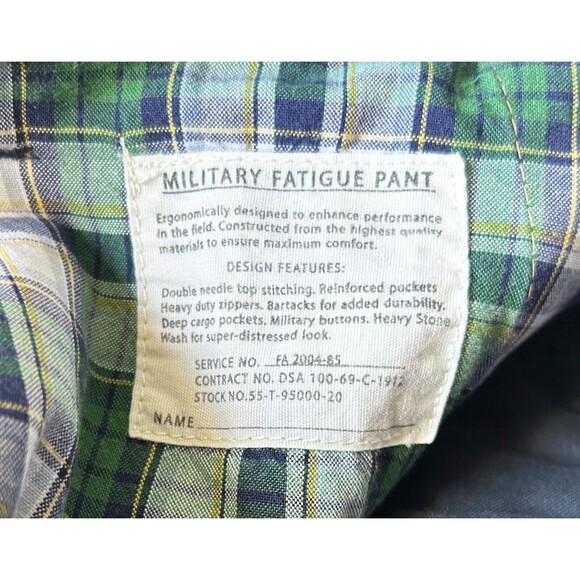 MILITARY FATIGUE PANT
Ergonomically designed to enhance performance
in the field. Constructed from the highest quality
materials to ensure maximum comfort.
DESIGN FEATURES:
Double needle top stitching. Reinforced pockets
Heavy duty zippers. Bartacks for added durability.
Deep cargo pockets. Military buttons. Heavy Stone
Wash for super-distressed look.
SERVICE NO. FA 2004-85
CONTRACT NO. DSA 100-69-C-1912
STOCK NO.55-T-95000-20
NAME